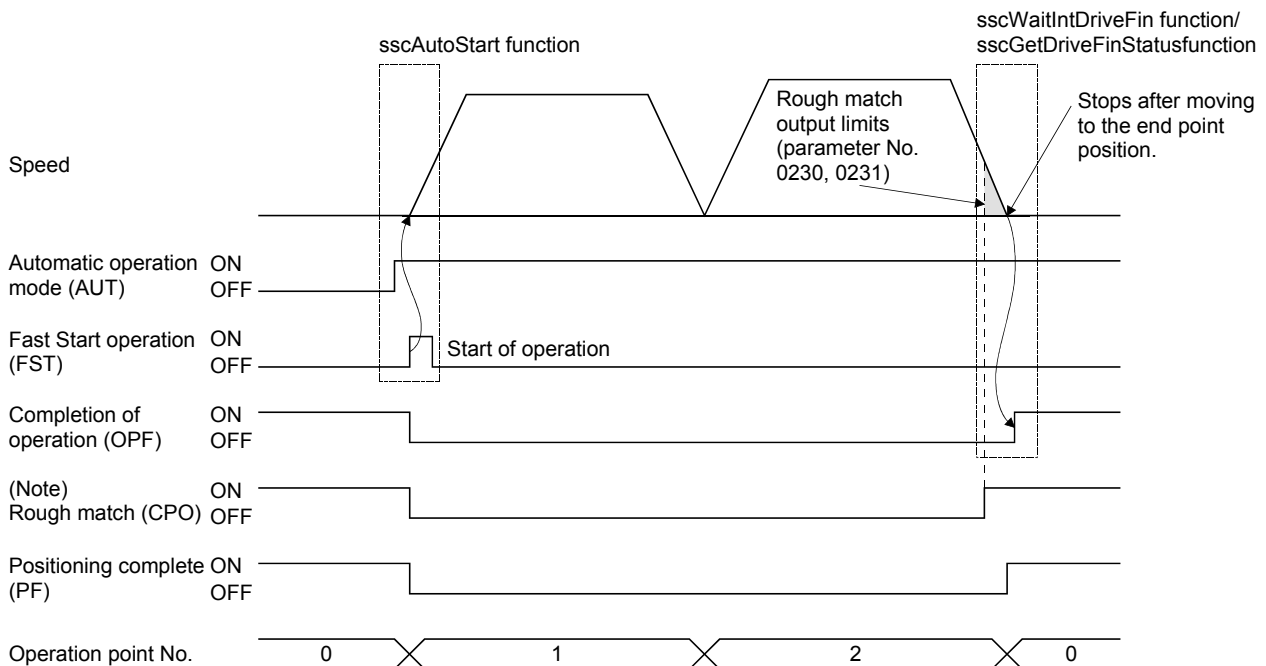 sscWaitIntDriveFin function/
sscAutoStart function
sscGetDriveFinStatusfunction
Rough match
output limits
(parameter No.
0230, 0231)
Stops after moving
to the end point
position.
Speed
Automatic operation ON
mode (AUT) OFF
Fast Start operation ON
(FST) OFF
Start of operation
Completion of ON
operation (OPF) OFF
(Note) ON
Rough match (CPO) OFF
Positioning complete ON
(PF) OFF
Operation point No. 0 1 2 0